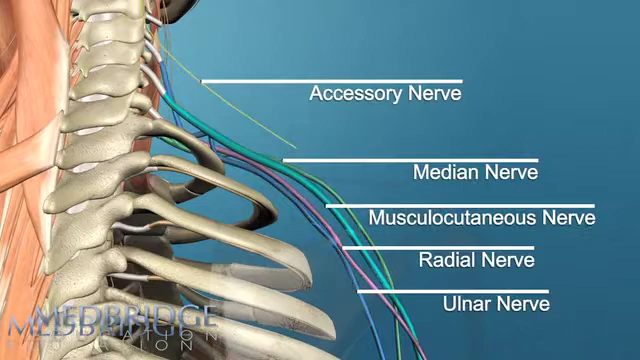 Accessory Nerve
Median Nerve
Musculocutaneous Nerve
Radial Nerve
Ulnar Nerve
MEDBRIDGE